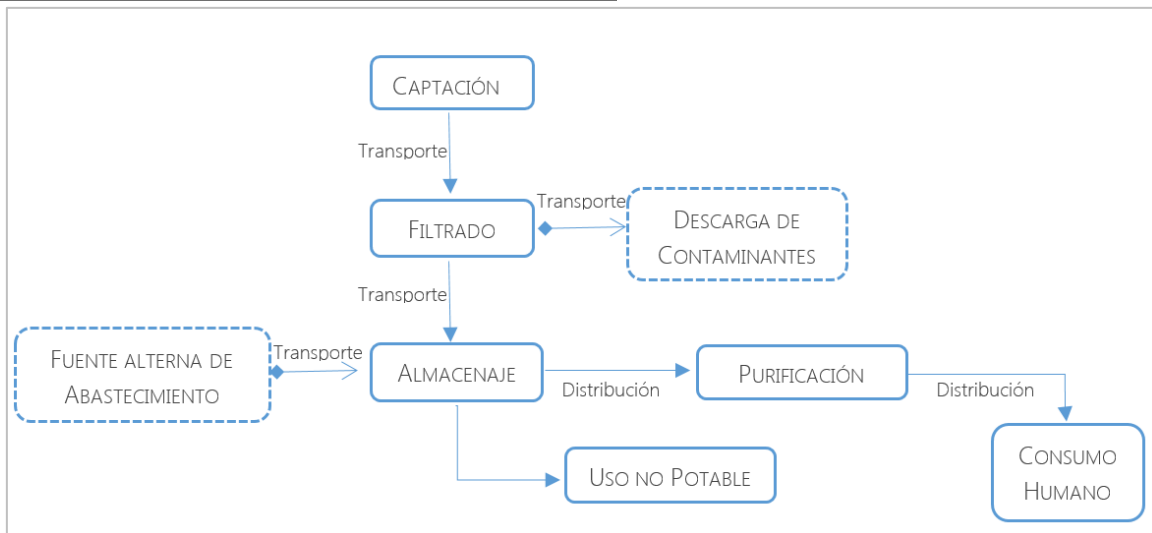 CAPTACIÓN
Transporte
FILTRADO
Transporte
DESCARGA DE
CONTAMINANTES
Transporte
FUENTE ALTERNA DE
ABASTECIMIENTO
Transporte
ALMACENAJE
Distribución
PURIFICACIÓN
Distribución
USO NO POTABLE
CONSUMO
HUMANO